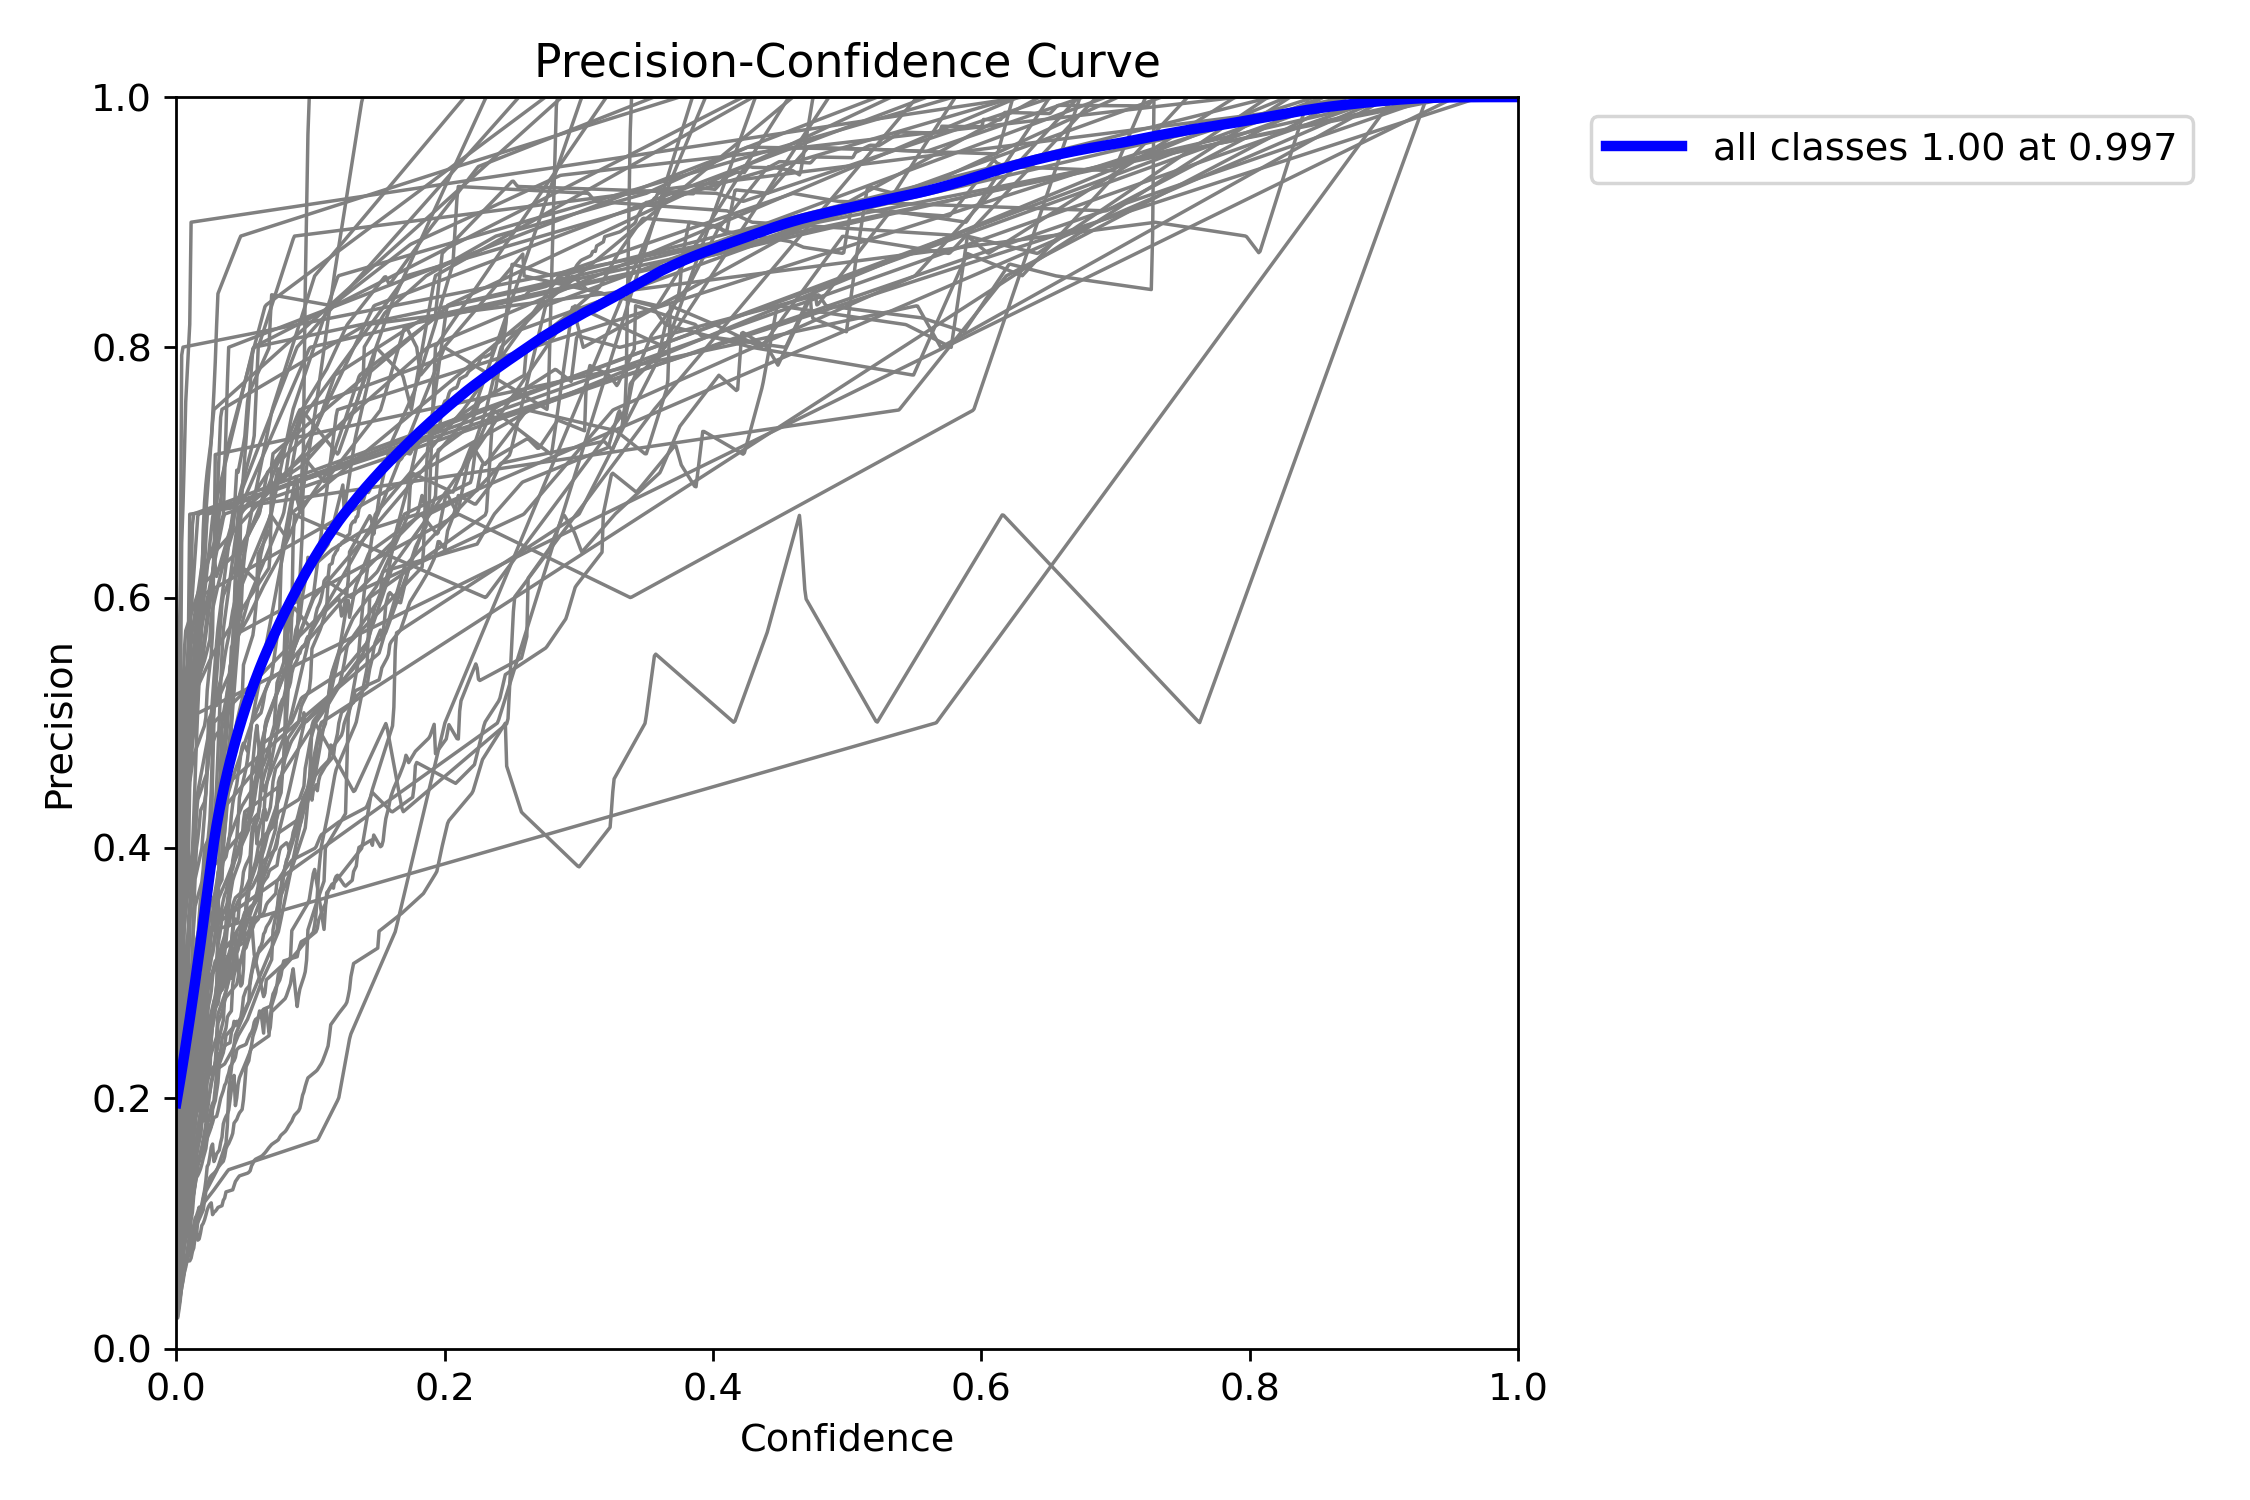 Precision-Confidence Curve
1.0
0.8
0.6
0.4
0.2
0.0
Precision
0.0 0.2 0.4 0.6 0.8 1.0
Confidence
all classes 1.00 at 0.997